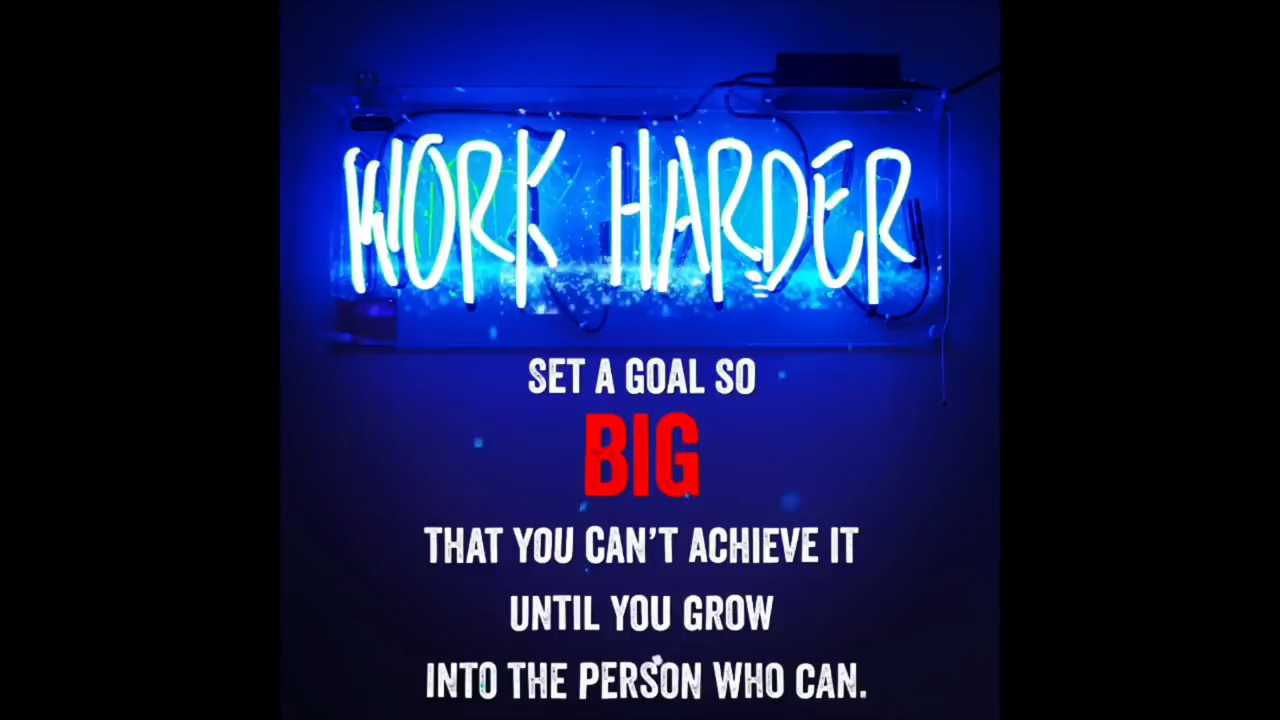 WORK HARDER
SET A GOAL SO
BIG
THAT YOU CAN'T ACHIEVE IT
UNTIL YOU GROW
INTO THE PERSON WHO CAN.